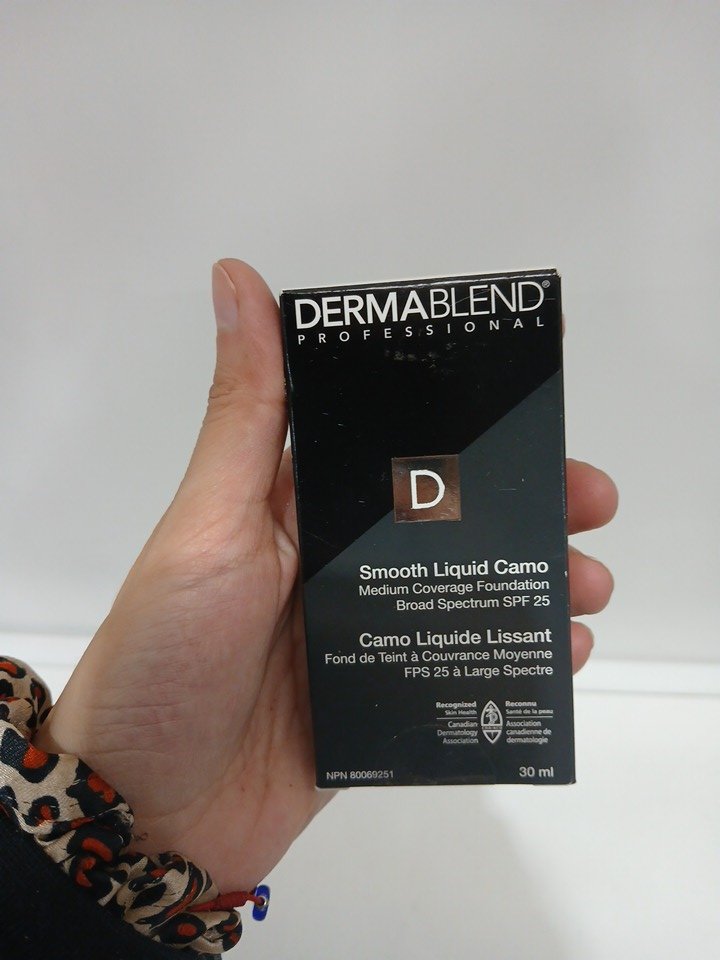 DERMABLEND®
PROFESSIONAL
D
Smooth Liquid Camo
Medium Coverage Foundation
Broad Spectrum SPF 25
Camo Liquide Lissant
Fond de Teint à Couvrance Moyenne
FPS 25 à Large Spectre
Recognized
Skin Health
Canadian
Dermatology
Association
Reconnu
Santé de la peau
Association
canadienne de
dermatologie
NPN 80069251
30 ml